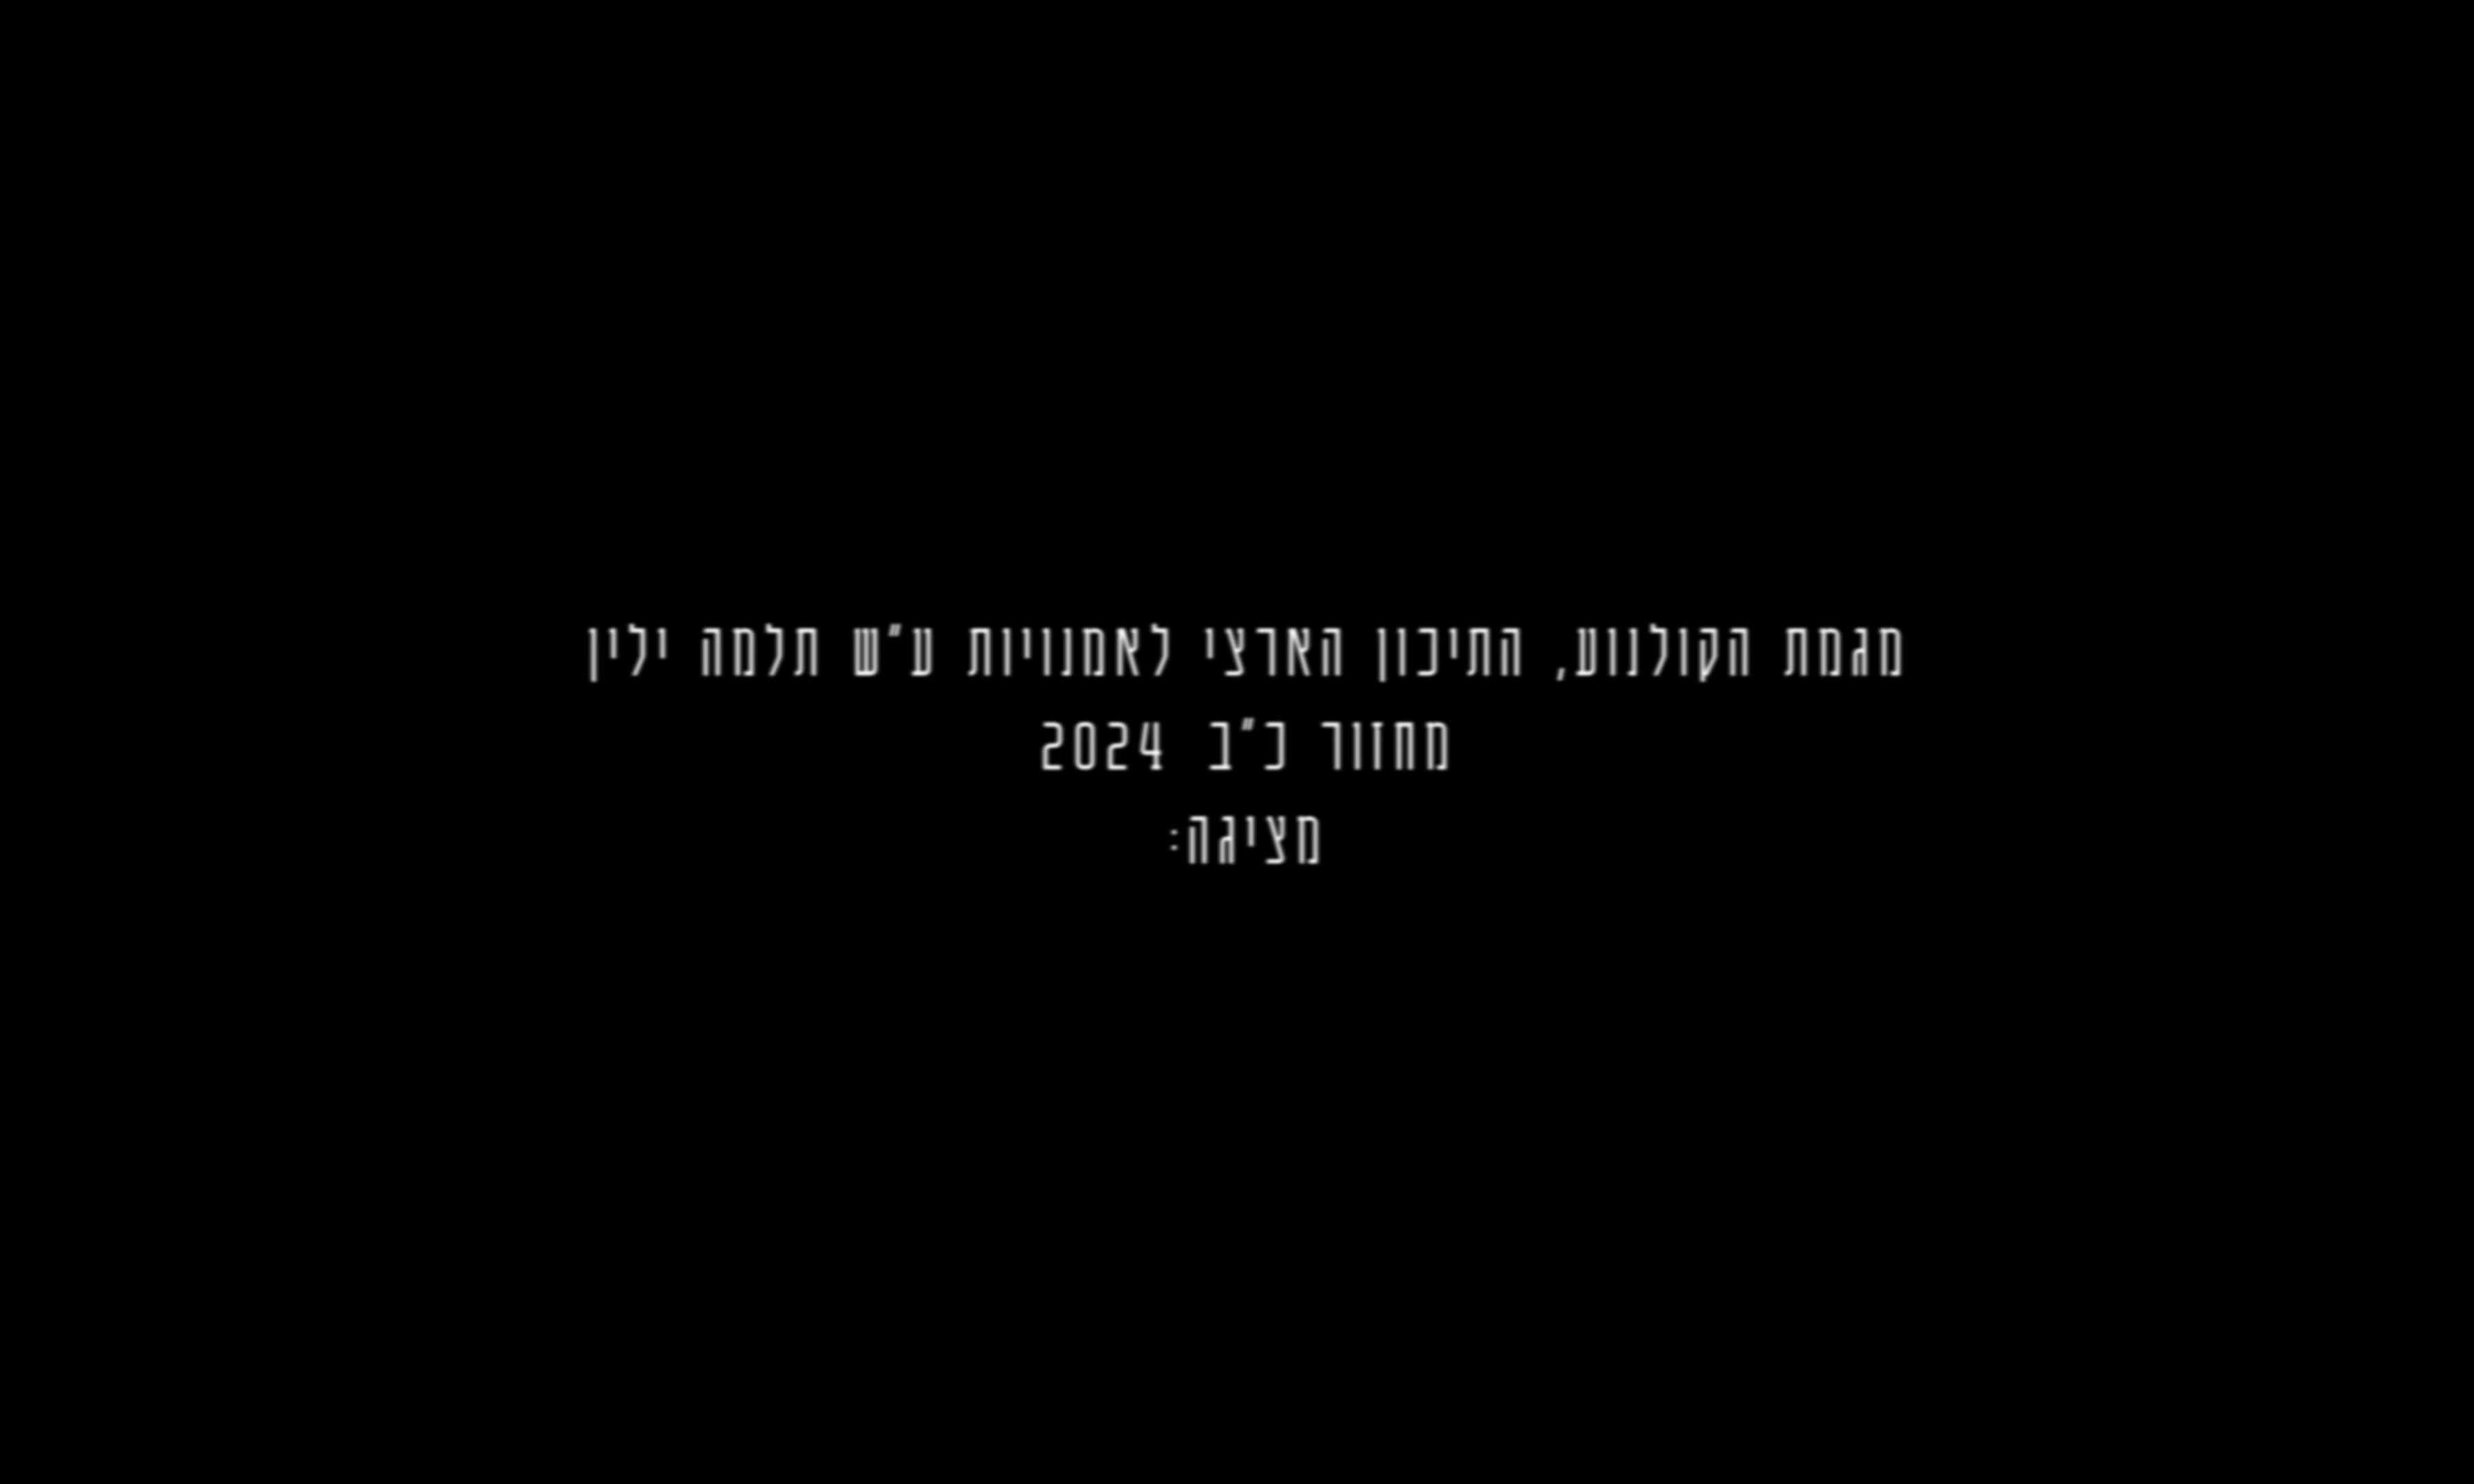 מגמת הקולנוע, התיכון הארצי לאמנויות ע"ש תלמה ילין
מחזור כ"ב 2024
מציגה: